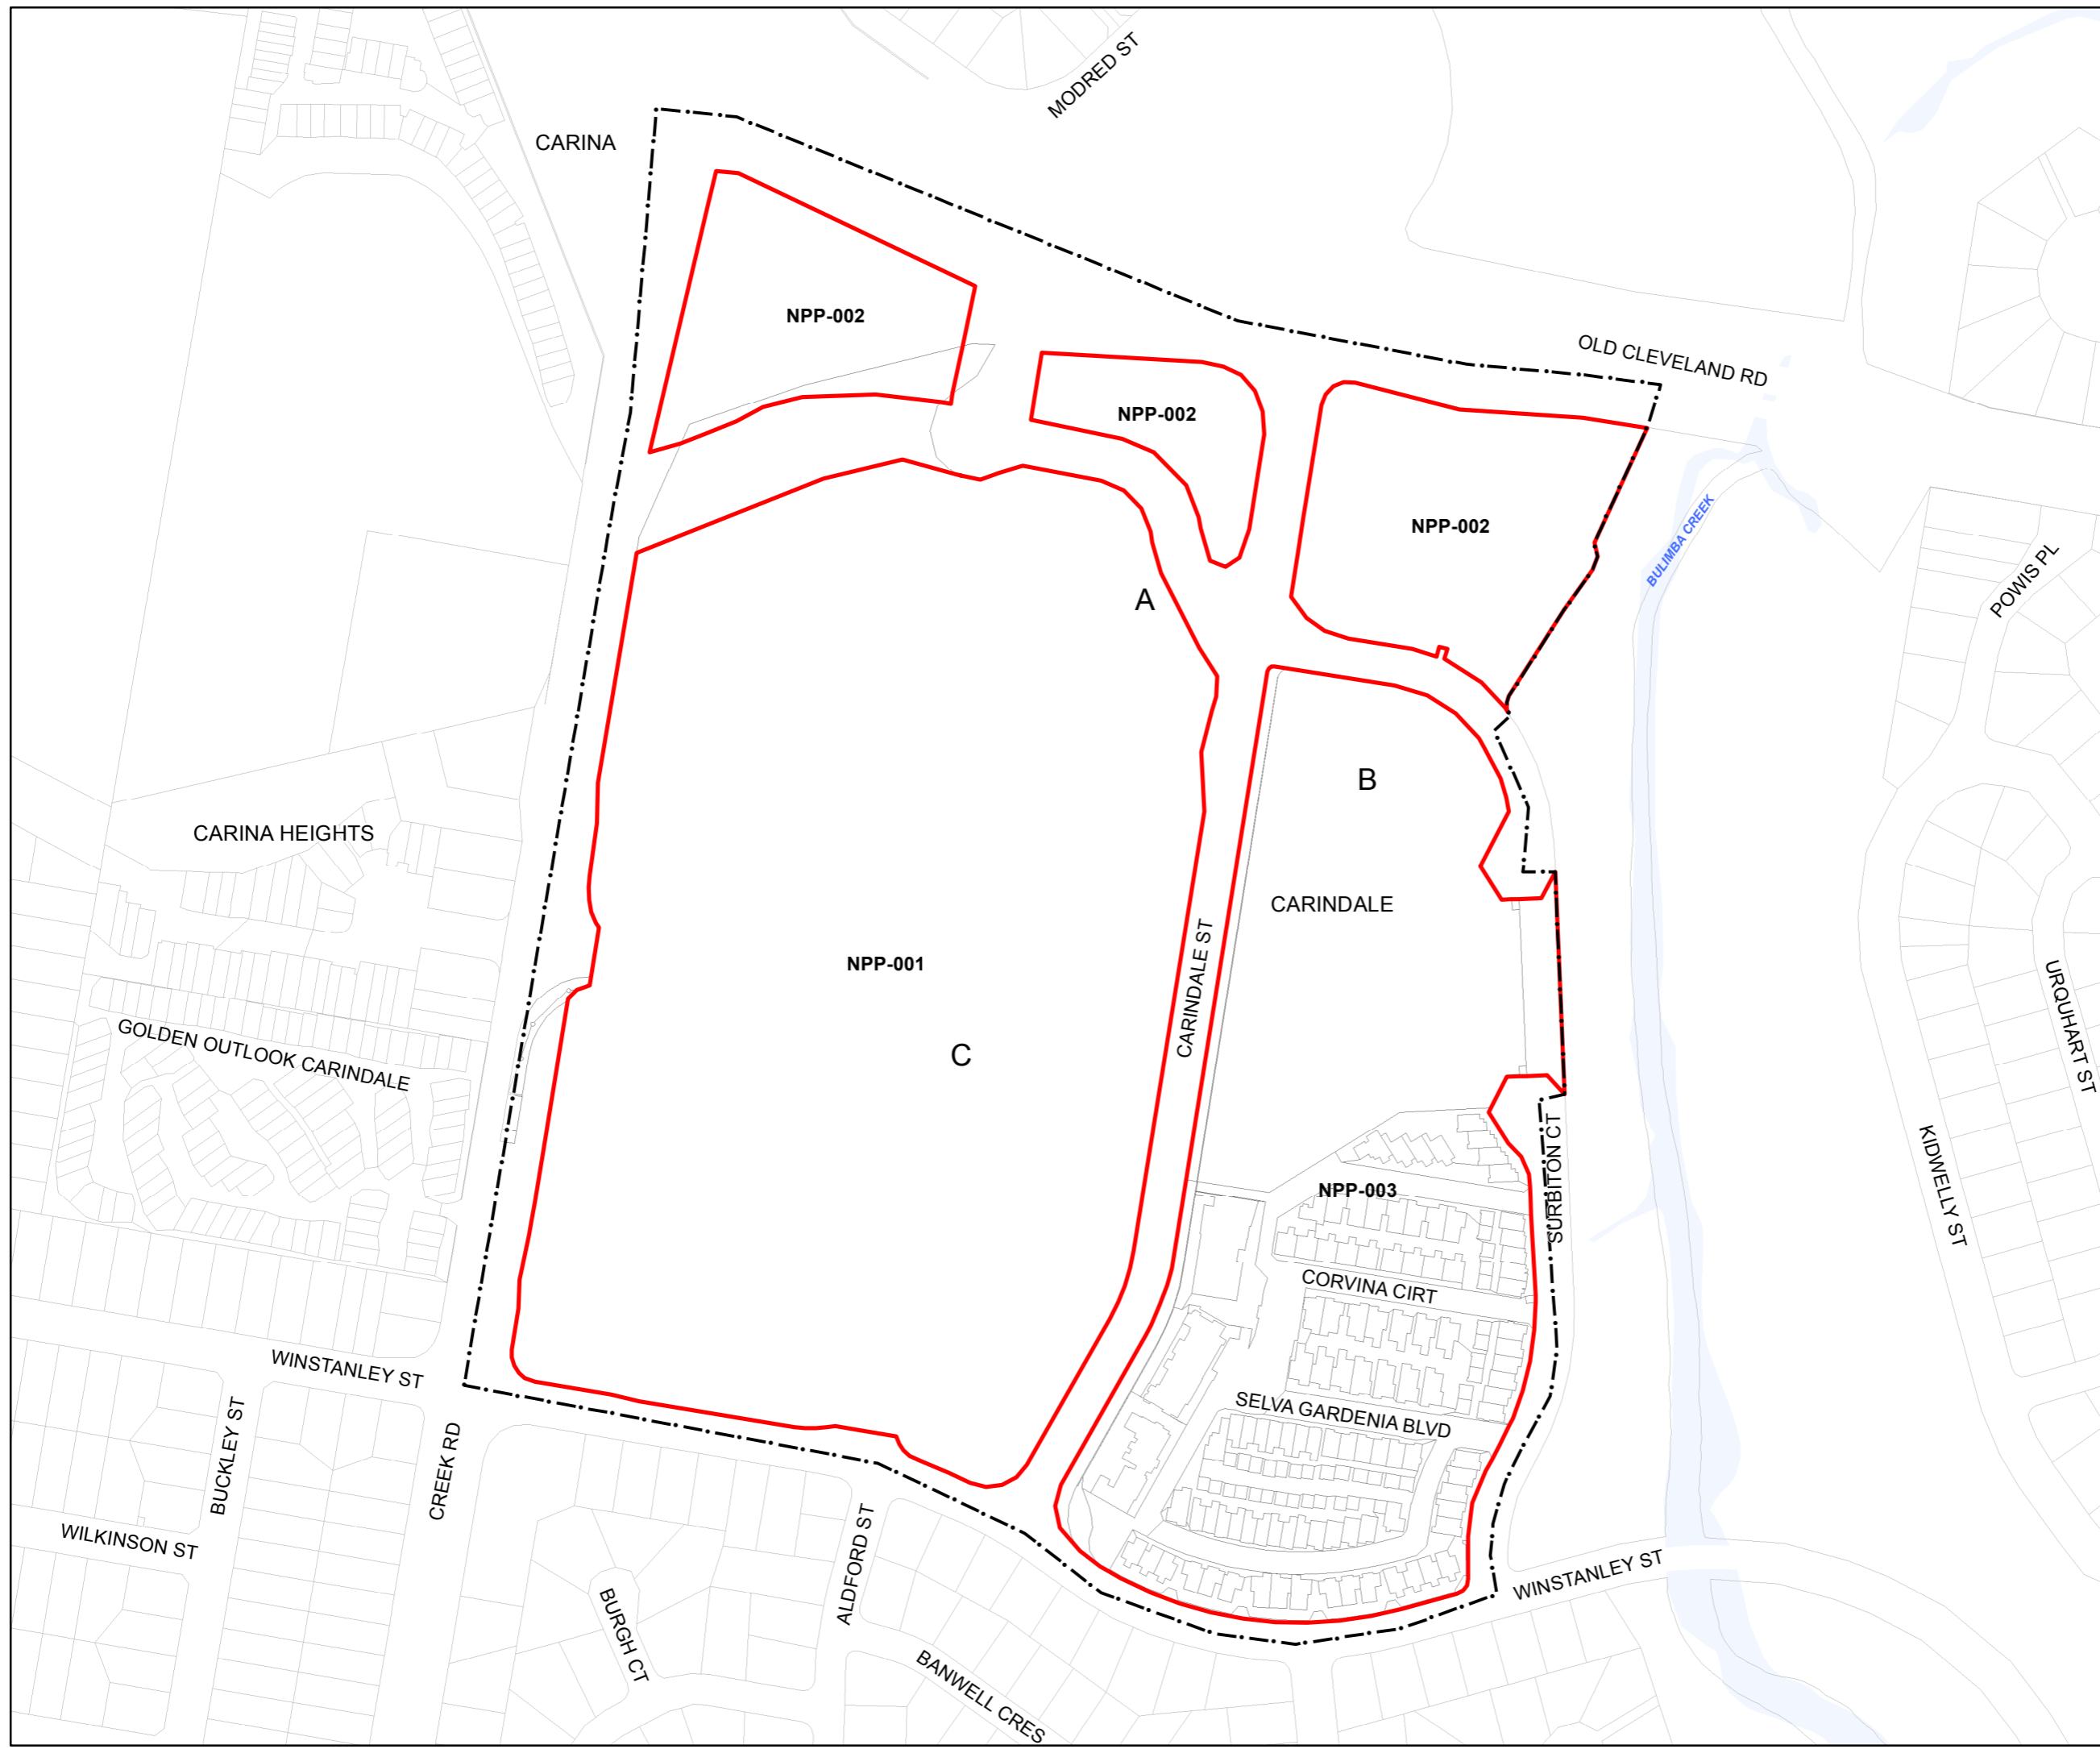 MODRED ST
CARINA
NPP-002
OLD CLEVELAND RD
NPP-002
NPP-002
BULIMBA CREEK
POWIS PL
A
B
CARINA HEIGHTS
CARINDALE
NPP-001
CARINDALE ST
URQUHART ST
GOLDEN OUTLOOK CARINDALE
C
KIDWELLY ST
SURBITON CT
NPP-003
CORVINA CIRT
WINSTANLEY ST
SELVA GARDENIA BLVD
BUCKLEY ST
CREEK RD
WILKINSON ST
ALDFORD ST
WINSTANLEY ST
BURGH CT
BANWELL CRES